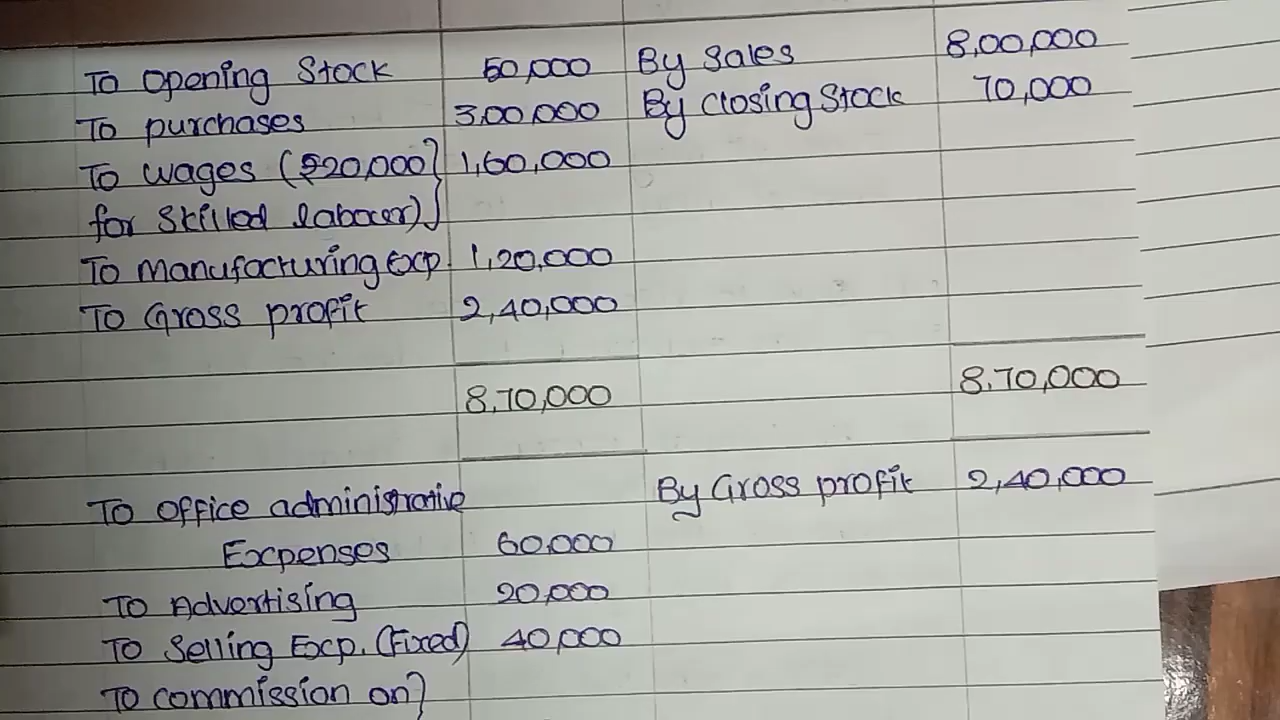 To Opening Stock 50,000 By Sales 8,00,000
To purchases 3,00,000 By Closing Stock 70,000
To wages (₹20,000 1,60,000
for skilled labour)
To Manufacturing Exp. 1,20,000
To Gross profit 2,40,000
8,70,000 8,70,000
To Office administrative By Gross profit 2,40,000
Expenses 60,000
To Advertising 20,000
To Selling Exp. (Fixed) 40,000
To commission on